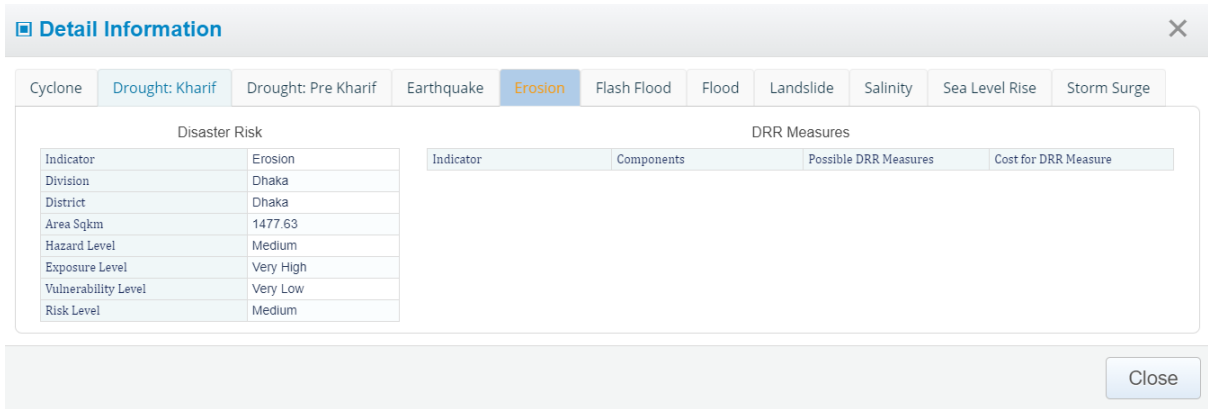 Detail Information
Cyclone Drought: Kharif Drought: Pre Kharif Earthquake Erosion Flash Flood Flood Landslide Salinity Sea Level Rise Storm Surge
Disaster Risk
Indicator Erosion
Division Dhaka
District Dhaka
Area Sqkm 1477.63
Hazard Level Medium
Exposure Level Very High
Vulnerability Level Very Low
Risk Level Medium
DRR Measures
Indicator Components Possible DRR Measures Cost for DRR Measure
Close